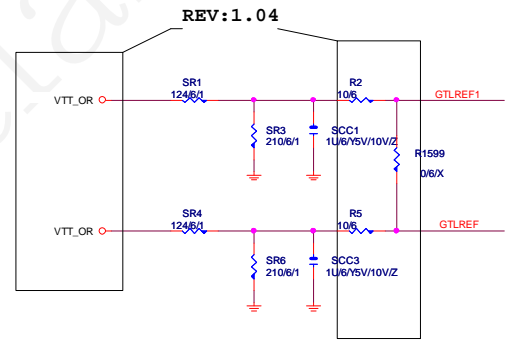 REV:1.04
VTT_OR
SR1
124/6/1
R2
10/6
GTLREF1
SR3
210/6/1
SCC1
1U/6/Y5V/10V/Z
R1599
0/6/X
VTT_OR
SR4
124/6/1
R5
10/6
GTLREF
SR6
210/6/1
SCC3
1U/6/Y5V/10V/Z